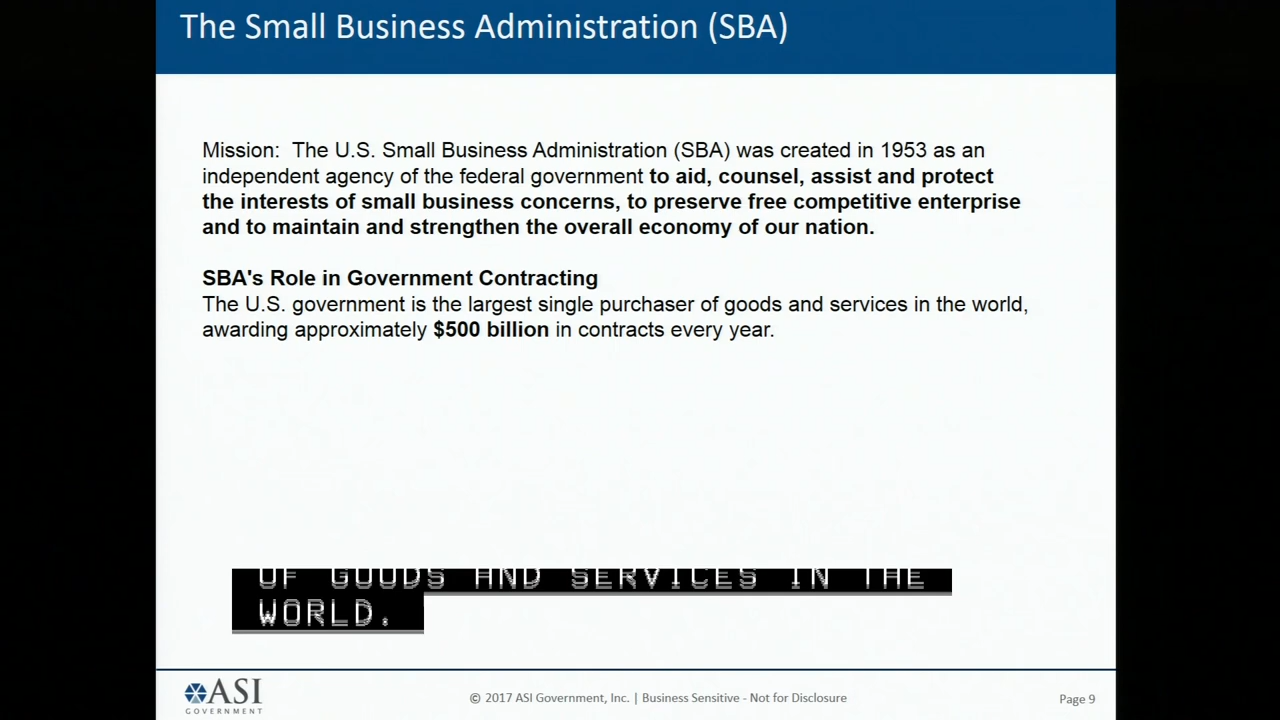 The Small Business Administration (SBA)
Mission: The U.S. Small Business Administration (SBA) was created in 1953 as an
independent agency of the federal government to aid, counsel, assist and protect
the interests of small business concerns, to preserve free competitive enterprise
and to maintain and strengthen the overall economy of our nation.
SBA's Role in Government Contracting
The U.S. government is the largest single purchaser of goods and services in the world,
awarding approximately $500 billion in contracts every year.
OF GOODS AND SERVICES IN THE
WORLD.
ASI
GOVERNMENT
© 2017 ASI Government, Inc. | Business Sensitive - Not for Disclosure
Page 9